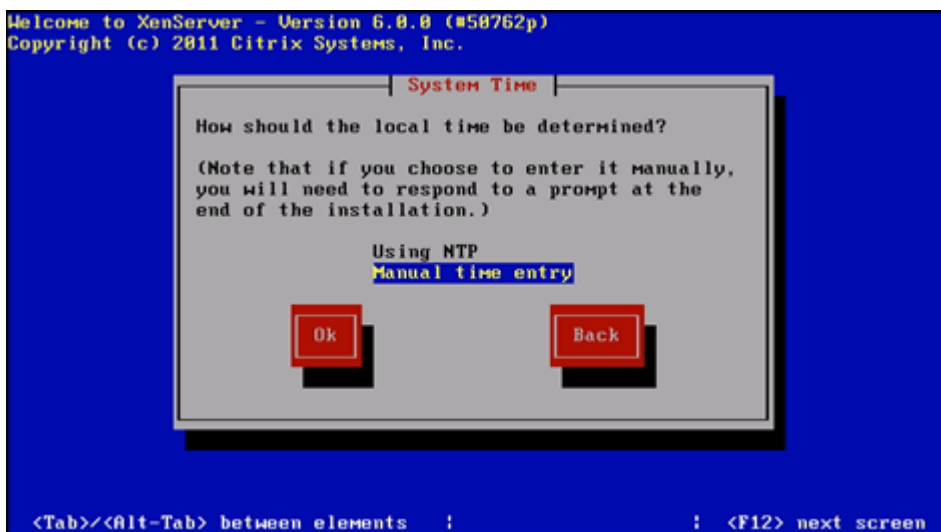 Welcome to XenServer - Version 6.0.0 (#50762p)
Copyright (c) 2011 Citrix Systems, Inc.
System Time
How should the local time be determined?
(Note that if you choose to enter it manually,
you will need to respond to a prompt at the
end of the installation.)
Using NTP
Manual time entry
Ok Back
<Tab>/<Alt-Tab> between elements | | <F12> next screen